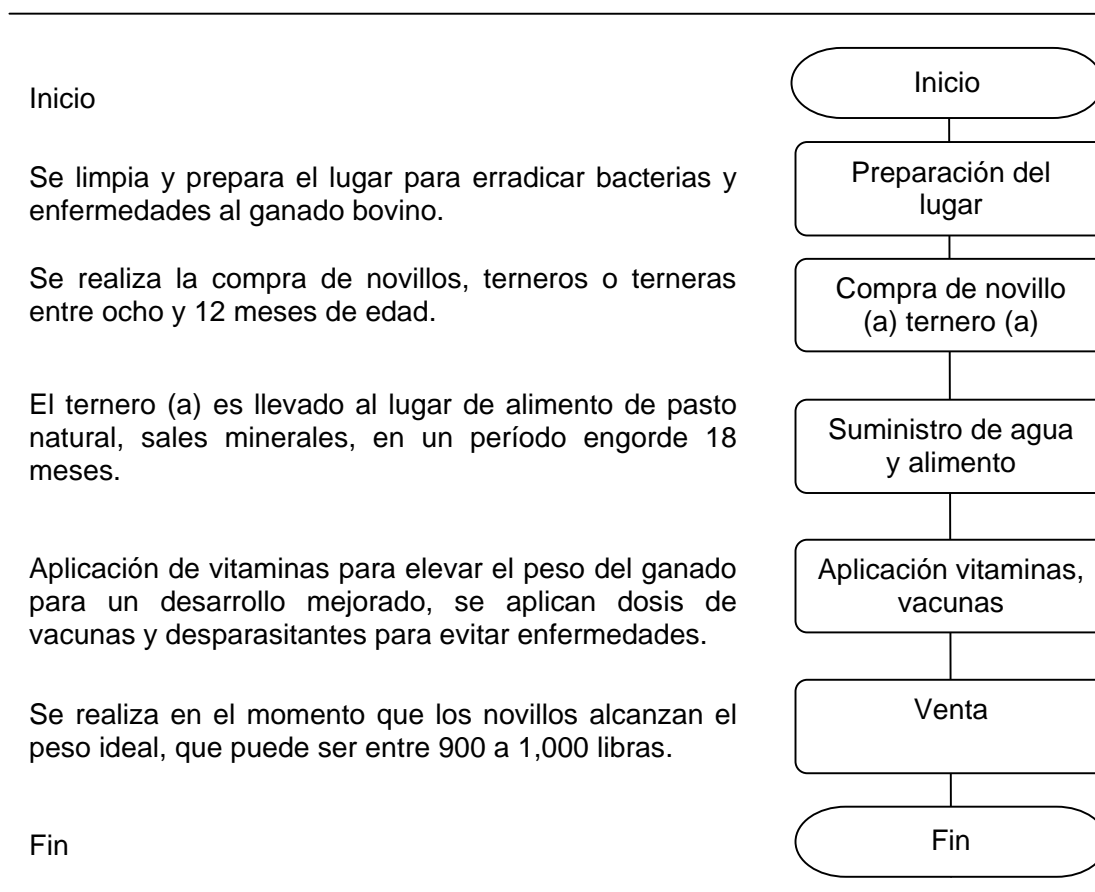 Inicio
Inicio
Se limpia y prepara el lugar para erradicar bacterias y
enfermedades al ganado bovino.
Preparación del
lugar
Se realiza la compra de novillos, terneros o terneras
entre ocho y 12 meses de edad.
Compra de novillo
(a) ternero (a)
El ternero (a) es llevado al lugar de alimento de pasto
natural, sales minerales, en un período engorde 18
meses.
Suministro de agua
y alimento
Aplicación de vitaminas para elevar el peso del ganado
para un desarrollo mejorado, se aplican dosis de
vacunas y desparasitantes para evitar enfermedades.
Aplicación vitaminas,
vacunas
Se realiza en el momento que los novillos alcanzan el
peso ideal, que puede ser entre 900 a 1,000 libras.
Venta
Fin
Fin